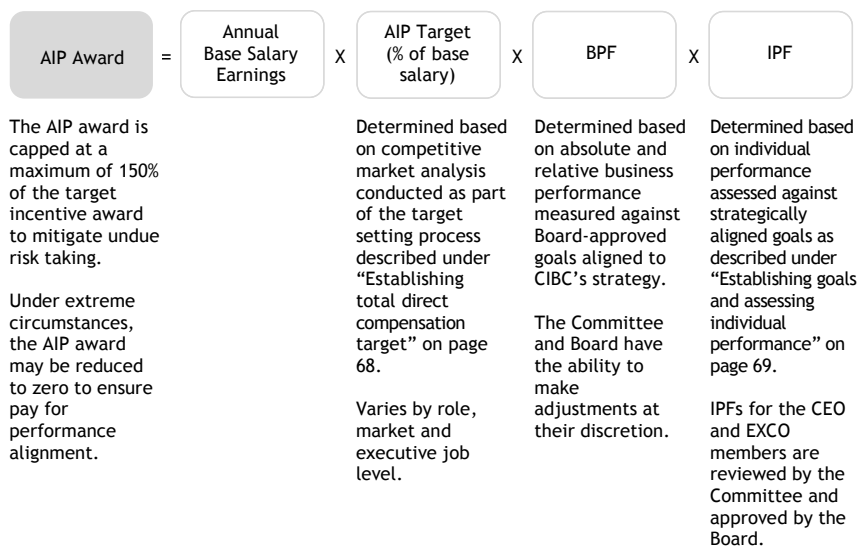 AIP Award
=
Annual
Base Salary
Earnings
X
AIP Target
(% of base
salary)
X
BPF
X
IPF
The AIP award is
capped at a
maximum of 150%
of the target
incentive award
to mitigate undue
risk taking.
Under extreme
circumstances,
the AIP award
may be reduced
to zero to ensure
pay for
performance
alignment.
Determined based
on competitive
market analysis
conducted as part
of the target
setting process
described under
“Establishing
total direct
compensation
target” on page
68.
Varies by role,
market and
executive job
level.
Determined based
on absolute and
relative business
performance
measured against
Board-approved
goals aligned to
CIBC’s strategy.
The Committee
and Board have
the ability to
make
adjustments at
their discretion.
Determined based
on individual
performance
assessed against
strategically
aligned goals as
described under
“Establishing goals
and assessing
individual
performance” on
page 69.
IPFs for the CEO
and EXCO
members are
reviewed by the
Committee and
approved by the
Board.